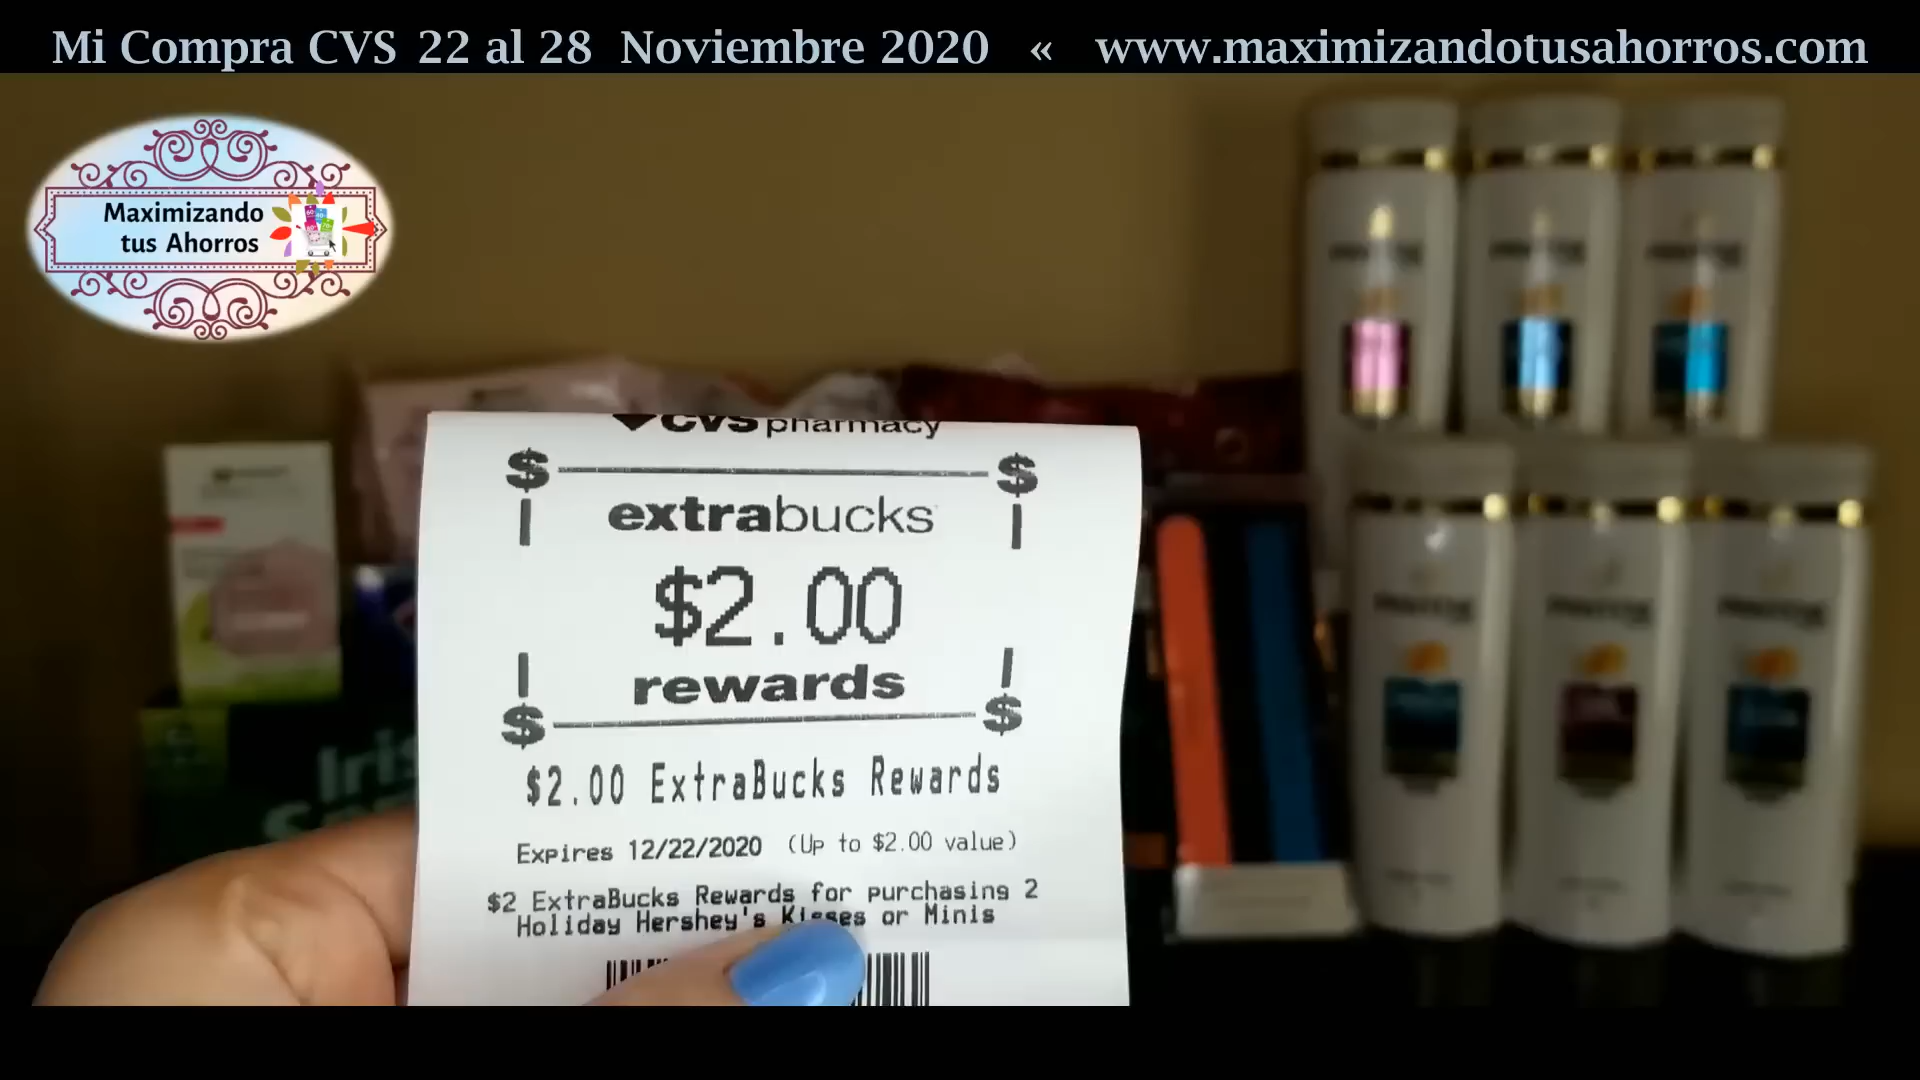 Mi Compra CVS 22 al 28 Noviembre 2020 « www.maximizandotusahorros.com
Maximizando
tus Ahorros
CVS pharmacy
$ $
extrabucks
$2.00
rewards
$ $
$2.00 ExtraBucks Rewards
Expires 12/22/2020 (Up to $2.00 value)
$2 ExtraBucks Rewards for purchasing 2
Holiday Hershey's Kisses or Minis